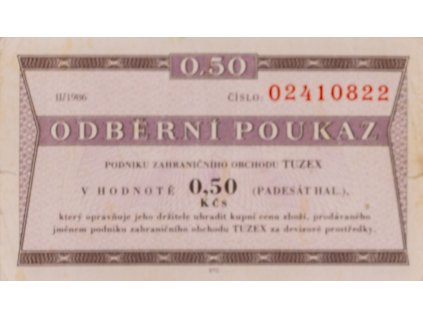 0.50
II/1986 ČÍSLO: 02410822
ODBĚRNÍ POUKAZ
PODNIKU ZAHRANIČNÍHO OBCHODU TUZEX
V HODNOTĚ 0,50 (PADESÁT HAL.),
Kčs
který opravňuje jeho držitele uhradit kupní cenu zboží, prodávaného
jménem podniku zahraničního obchodu TUZEX za devizové prostředky.